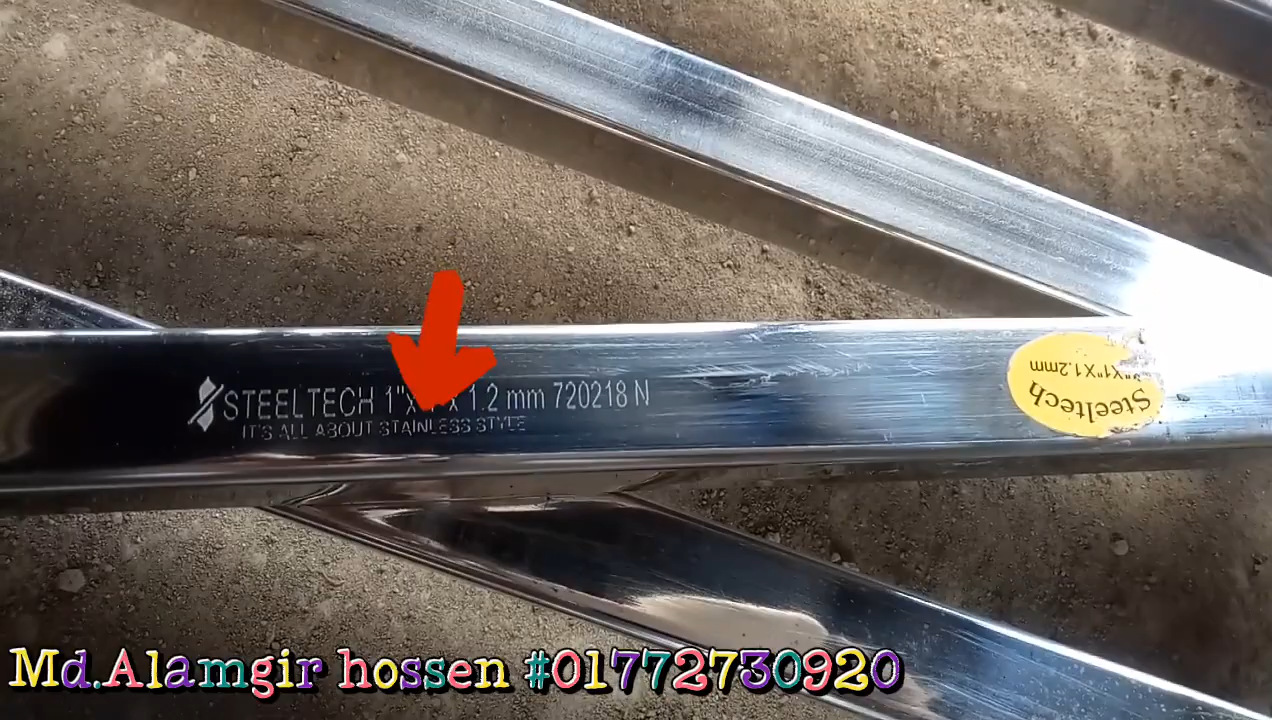 STEELTECH 1"x x 1.2 mm 720218 N
IT'S ALL ABOUT STAINLESS STYLE
X1"X1.2mm
Steeltech
Md.Alamgir hossen #01772730920